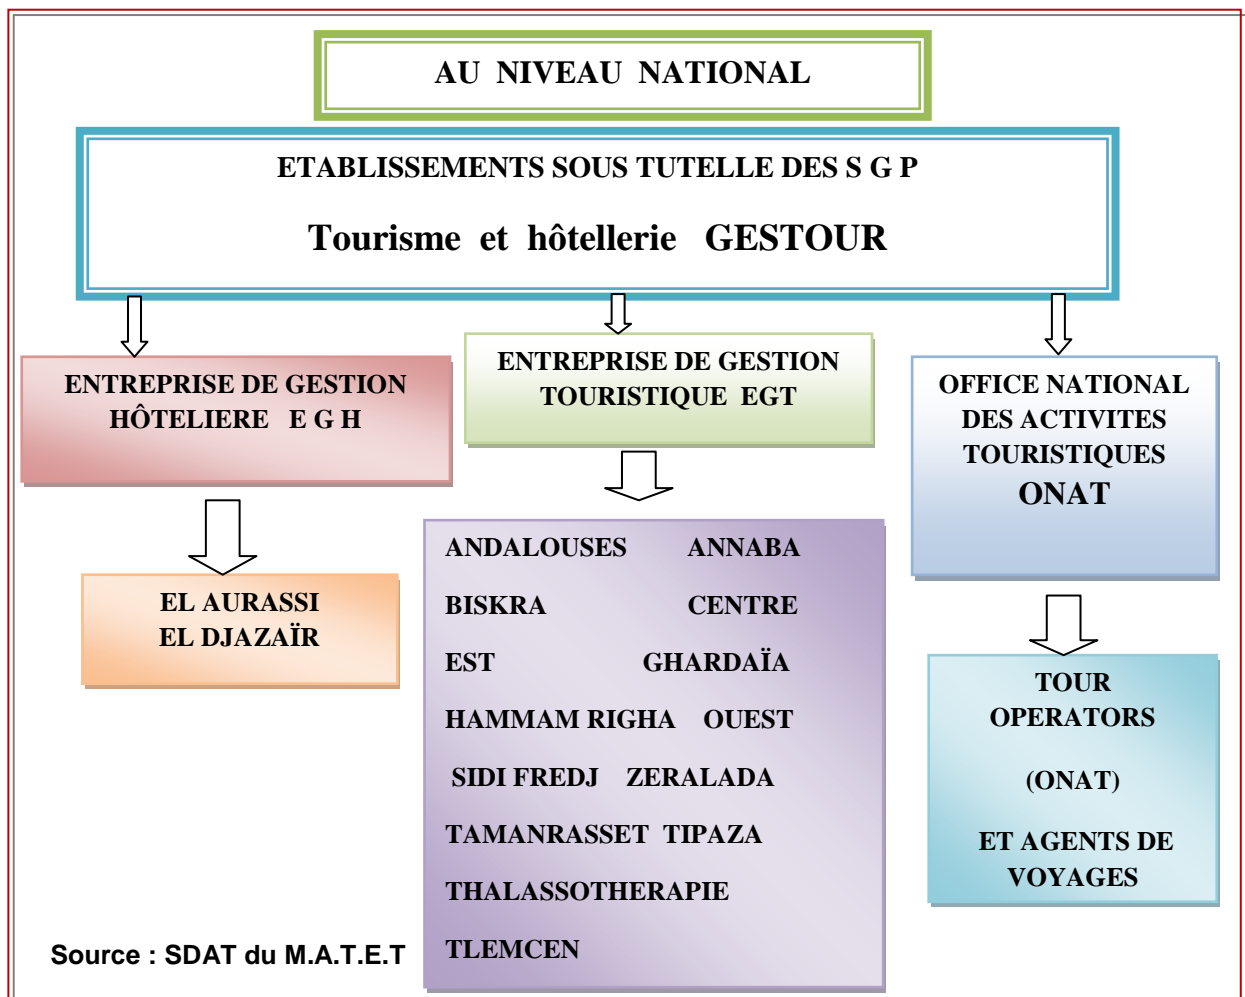 AU NIVEAU NATIONAL
ETABLISSEMENTS SOUS TUTELLE DES S G P
Tourisme et hôtellerie GESTOUR
ENTREPRISE DE GESTION
HÔTELIERE E G H
EL AURASSI
EL DJAZAÏR
ENTREPRISE DE GESTION
TOURISTIQUE EGT
ANDALOUSES ANNABA
BISKRA CENTRE
EST GHARDAÏA
HAMMAM RIGHA OUEST
SIDI FREDJ ZERALADA
TAMANRASSET TIPAZA
THALASSOTHERAPIE
TLEMCEN
OFFICE NATIONAL
DES ACTIVITES
TOURISTIQUES
ONAT
TOUR
OPERATORS
(ONAT)
ET AGENTS DE
VOYAGES
Source : SDAT du M.A.T.E.T